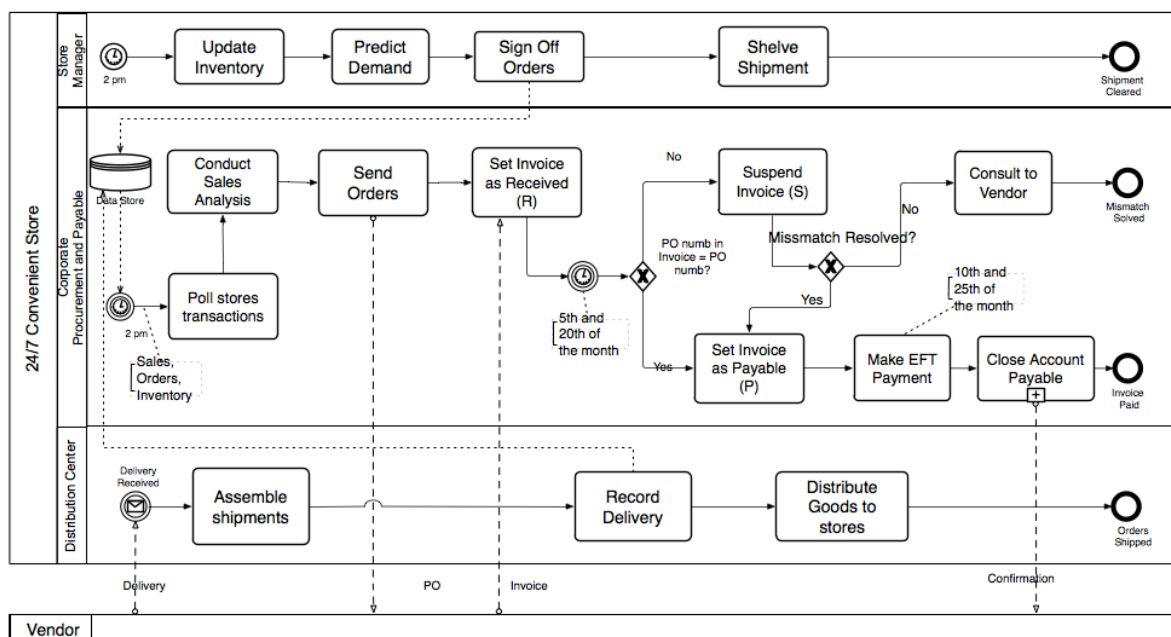 24/7 Convenient Store
Store
Manager
2 pm
Update
Inventory
Predict
Demand
Sign Off
Orders
Shelve
Shipment
Shipment
Cleared
Corporate
Procurement and Payable
Data Store
Conduct
Sales
Analysis
Send
Orders
Set Invoice
as Received
(R)
No
Suspend
Invoice (S)
Consult to
Vendor
Mismatch
Solved
No
Missmatch Resolved?
PO numb in
Invoice = PO
numb?
10th and
25th of
the month
2 pm
Poll stores
transactions
Yes
5th and
20th of
the month
Sales,
Orders,
Inventory
Yes
Set Invoice
as Payable
(P)
Make EFT
Payment
Close Account
Payable
Invoice
Paid
Distribution Center
Delivery
Received
Assemble
shipments
Record
Delivery
Distribute
Goods to
stores
Orders
Shipped
Delivery
PO
Invoice
Confirmation
Vendor